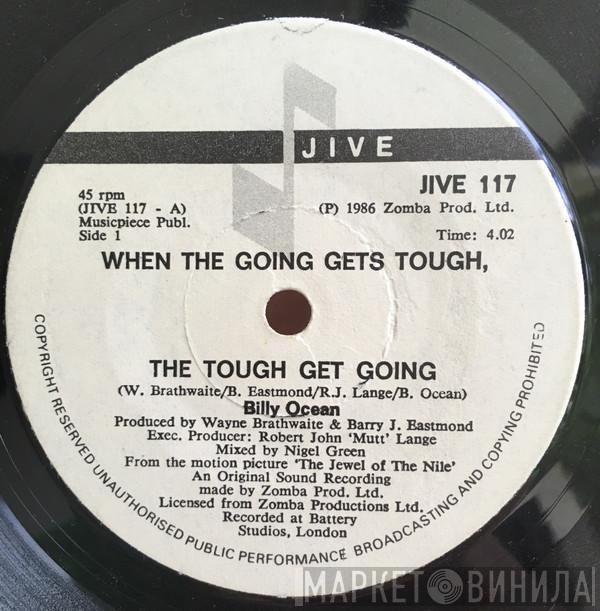 JIVE
JIVE 117
45 rpm
(JIVE 117 - A)
Musicpiece Publ.
Side 1
(P) 1986 Zomba Prod. Ltd.
Time: 4.02
WHEN THE GOING GETS TOUGH,
THE TOUGH GET GOING
(W. Brathwaite/B. Eastmond/R.J. Lange/B. Ocean)
Billy Ocean
Produced by Wayne Brathwaite & Barry J. Eastmond
Exec. Producer: Robert John 'Mutt' Lange
Mixed by Nigel Green
From the motion picture 'The Jewel of The Nile'
An Original Sound Recording
made by Zomba Prod. Ltd.
Licensed from Zomba Productions Ltd.
Recorded at Battery
Studios, London
COPYRIGHT RESERVED UNAUTHORISED PUBLIC PERFORMANCE BROADCASTING AND COPYING PROHIBITED
МАРКЕТ ВИНИЛА